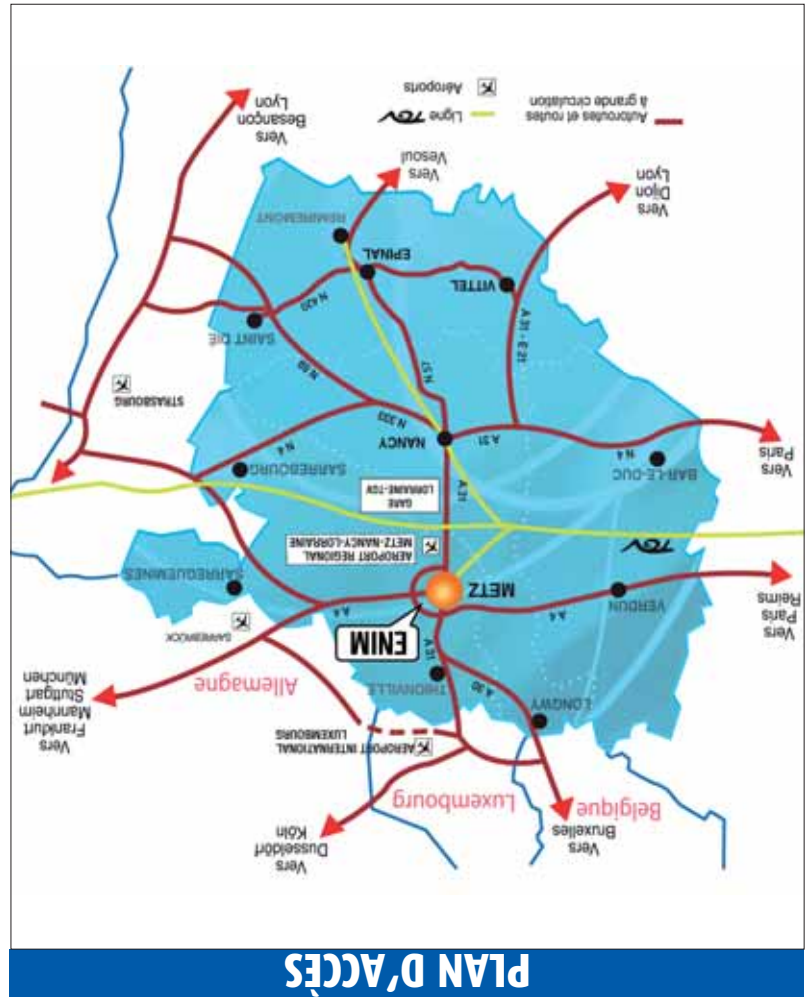 PLAN D'ACCÈS
Vers
Bruxelles
Belgique
Luxembourg
Vers
Dusseldörf
Köln
AEROPORT INTERNATIONAL
LUXEMBOURG
LONGWY
A 30
THIONVILLE
A 31
Allemagne
Vers
Frankfurt
Mannheim
Stuttgart
München
ENIM
SARREBRÜCK
Vers
Paris
Reims
VERDUN
A 4
METZ
A 4
SARREGUEMINES
TGV
AEROPORT REGIONAL
METZ-NANCY-LORRAINE
GARE
LORRAINE-TGV
A 31
Vers
Paris
BAR-LE-DUC
N 4
A 31
NANCY
N 333
N 4
SARREBOURG
STRASBOURG
A 31 - E 21
N 57
N 59
SAINT DIÉ
N 420
VITTEL
EPINAL
REMIREMONT
Vers
Dijon
Lyon
Vers
Vesoul
Vers
Besançon
Lyon
Autoroutes et routes
à grande circulation
Ligne TGV
Aéroports